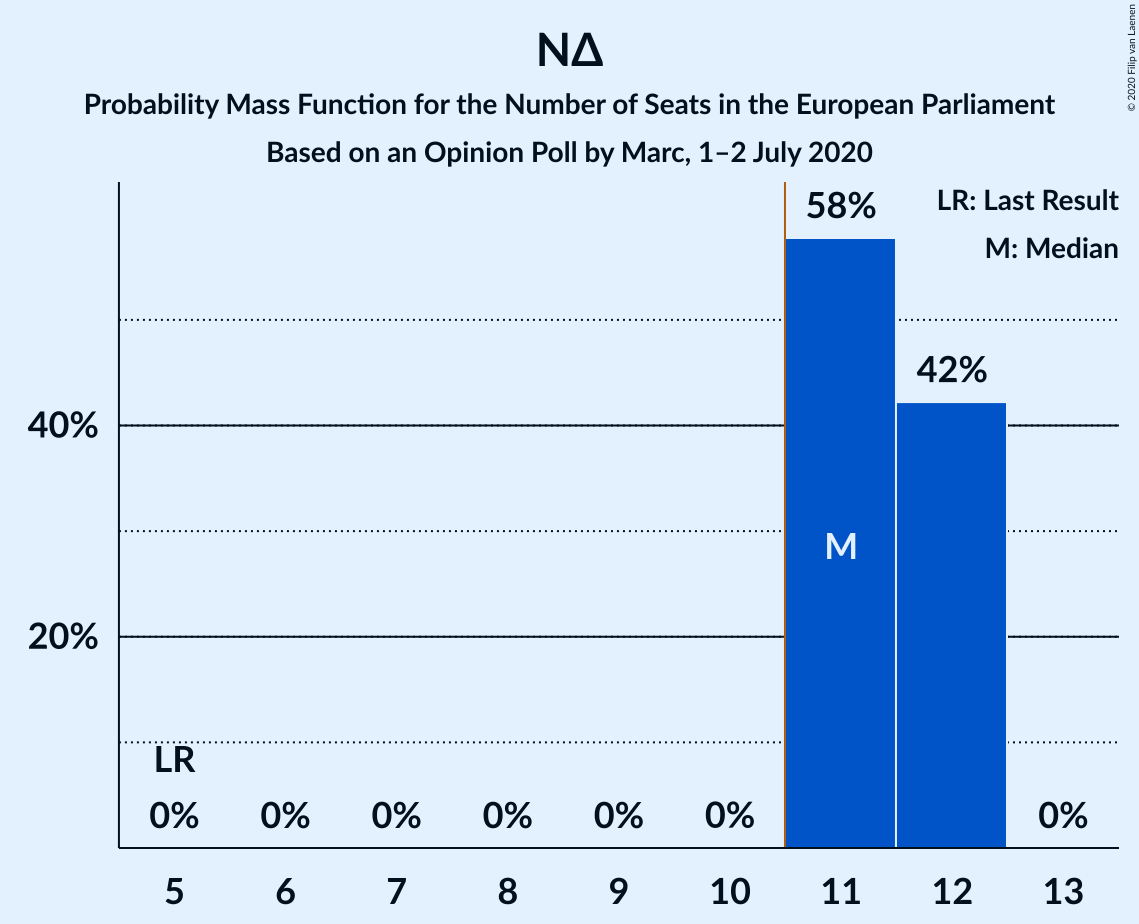 NΔ
Probability Mass Function for the Number of Seats in the European Parliament
Based on an Opinion Poll by Marc, 1–2 July 2020
© 2020 Filip van Laenen
LR: Last Result
M: Median
58%
42%
40%
M
20%
LR
0% 0% 0% 0% 0% 0% 0%
5 6 7 8 9 10 11 12 13